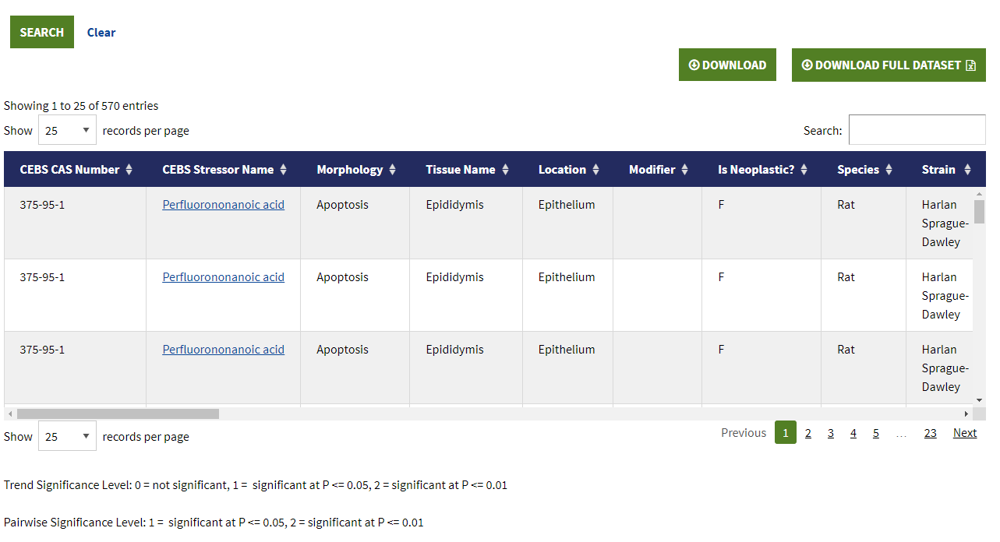 SEARCH Clear
DOWNLOAD DOWNLOAD FULL DATASET
Showing 1 to 25 of 570 entries
Show 25 records per page Search:
CEBS CAS Number CEBS Stressor Name Morphology Tissue Name Location Modifier Is Neoplastic? Species Strain
375-95-1 Perfluorononanoic acid Apoptosis Epididymis Epithelium F Rat Harlan
Sprague-
Dawley
375-95-1 Perfluorononanoic acid Apoptosis Epididymis Epithelium F Rat Harlan
Sprague-
Dawley
375-95-1 Perfluorononanoic acid Apoptosis Epididymis Epithelium F Rat Harlan
Sprague-
Dawley
Show 25 records per page Previous 1 2 3 4 5 … 23 Next
Trend Significance Level: 0 = not significant, 1 = significant at P <= 0.05, 2 = significant at P <= 0.01
Pairwise Significance Level: 1 = significant at P <= 0.05, 2 = significant at P <= 0.01